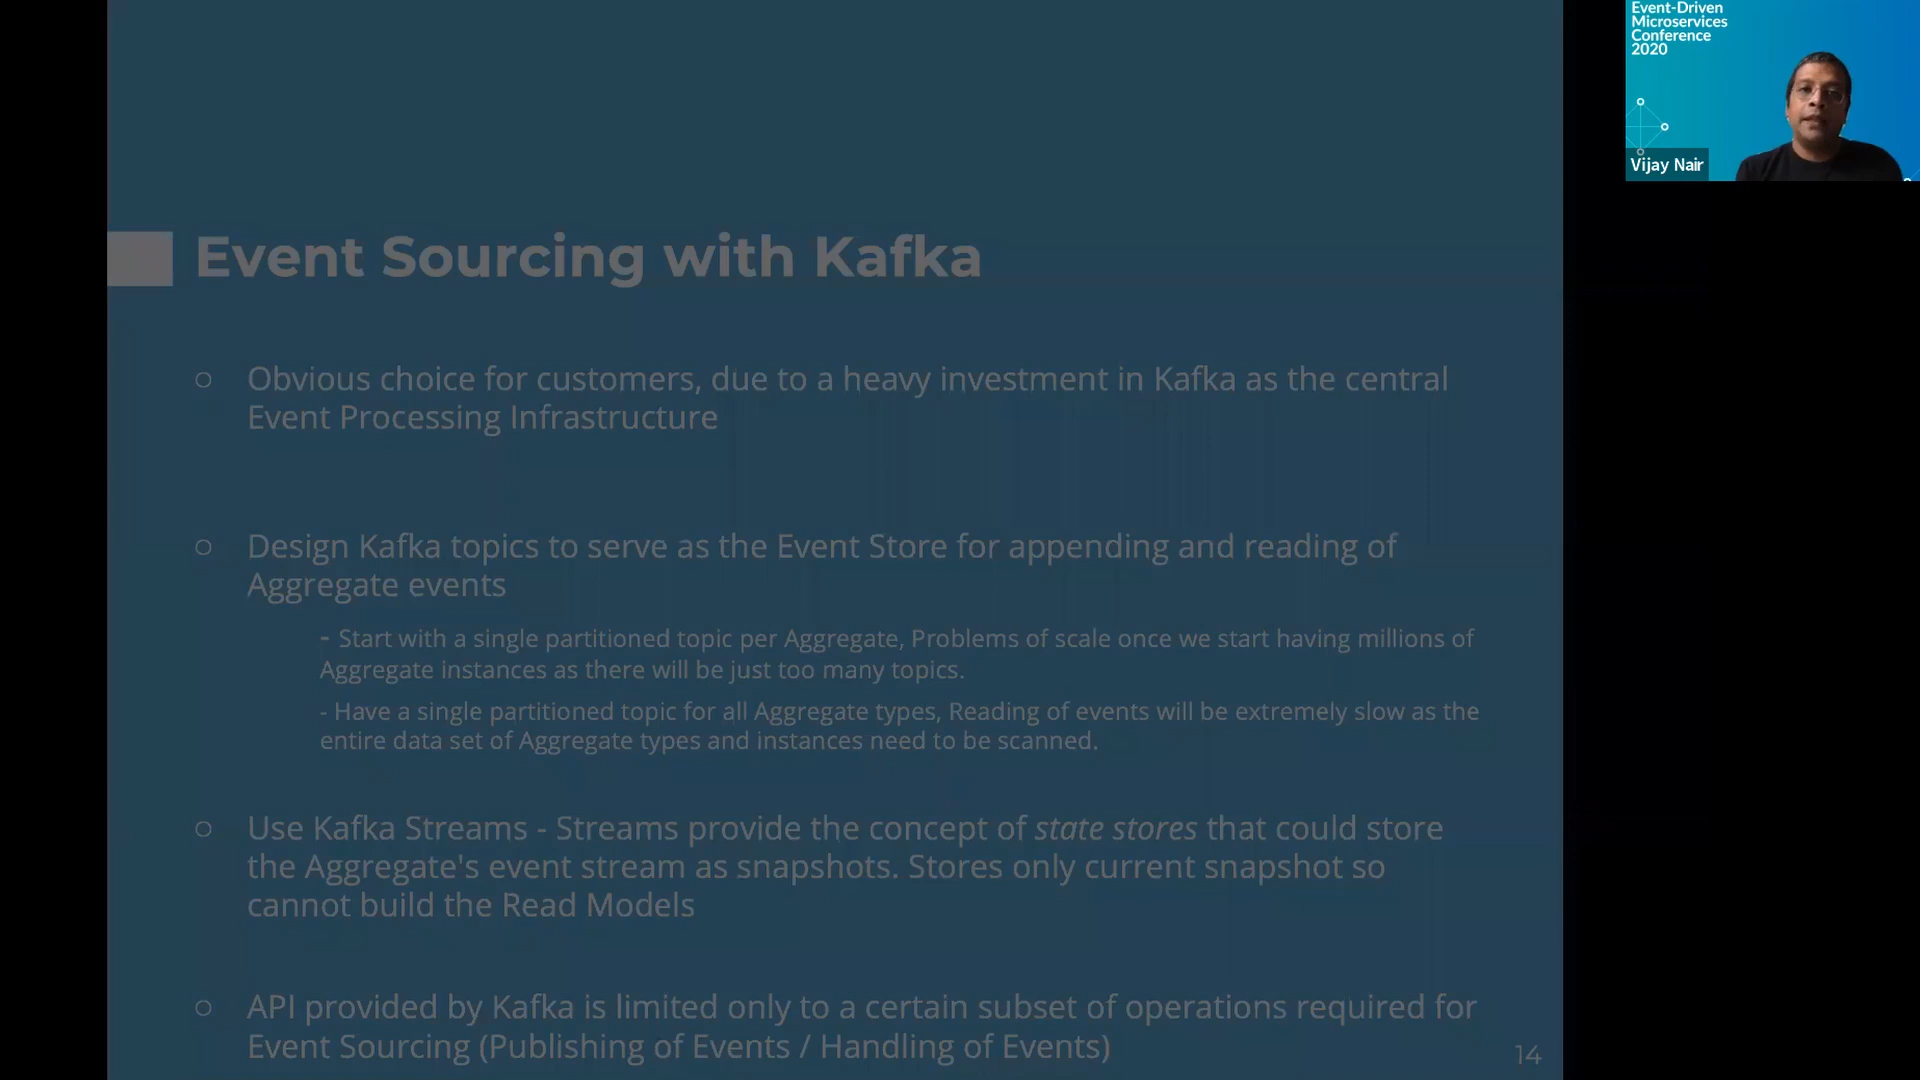 Event-Driven
Microservices
Conference
2020
Vijay Nair
Event Sourcing with Kafka
○ Obvious choice for customers, due to a heavy investment in Kafka as the central
Event Processing Infrastructure
○ Design Kafka topics to serve as the Event Store for appending and reading of
Aggregate events
- Start with a single partitioned topic per Aggregate, Problems of scale once we start having millions of
Aggregate instances as there will be just too many topics.
- Have a single partitioned topic for all Aggregate types, Reading of events will be extremely slow as the
entire data set of Aggregate types and instances need to be scanned.
○ Use Kafka Streams - Streams provide the concept of state stores that could store
the Aggregate's event stream as snapshots. Stores only current snapshot so
cannot build the Read Models
○ API provided by Kafka is limited only to a certain subset of operations required for
Event Sourcing (Publishing of Events / Handling of Events)
14